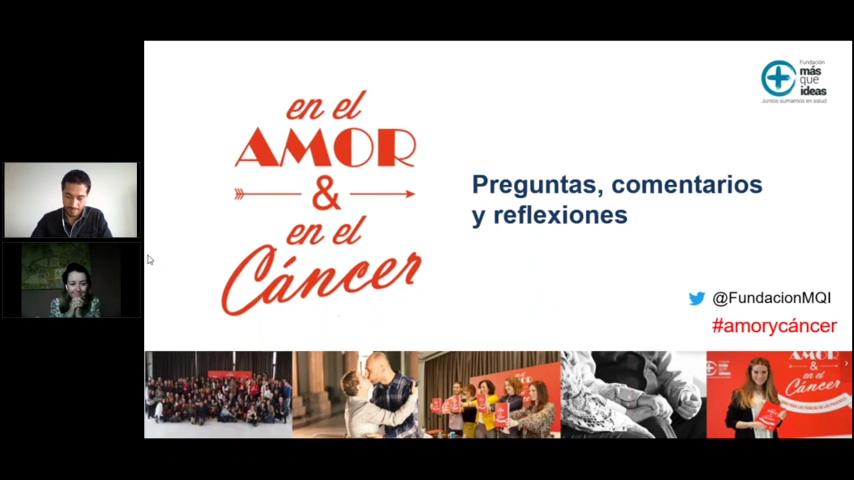 Fundación
más
que
ideas
Juntos sumamos en salud
en el
AMOR
&
en el
Cáncer
Preguntas, comentarios
y reflexiones
@FundacionMQI
#amorycáncer
AMOR
&
en el
Cáncer